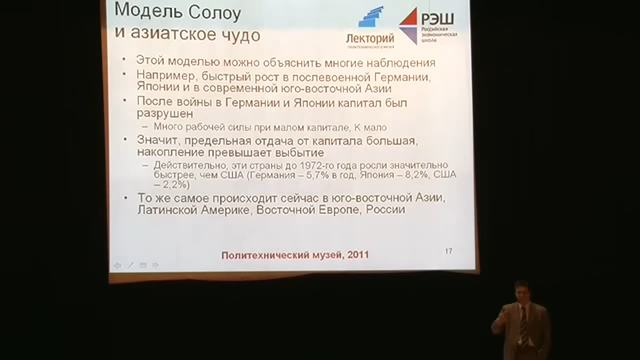 Модель Солоу
и азиатское чудо
Лекторий
ПОЛИТЕХНИЧЕСКОГО МУЗЕЯ
РЭШ
Российская
экономическая
школа
• Этой моделью можно объяснить многие наблюдения
• Например, быстрый рост в послевоенной Германии,
Японии и в современной юго-восточной Азии
• После войны в Германии и Японии капитал был
разрушен
– Много рабочей силы при малом капитале, К мало
• Значит, предельная отдача от капитала большая,
накопление превышает выбытие
– Действительно, эти страны до 1972-го года росли значительно
быстрее, чем США (Германия – 5,7% в год, Япония – 8,2%, США
– 2,2%)
• То же самое происходит сейчас в юго-восточной Азии,
Латинской Америке, Восточной Европе, России
Политехнический музей, 2011
17